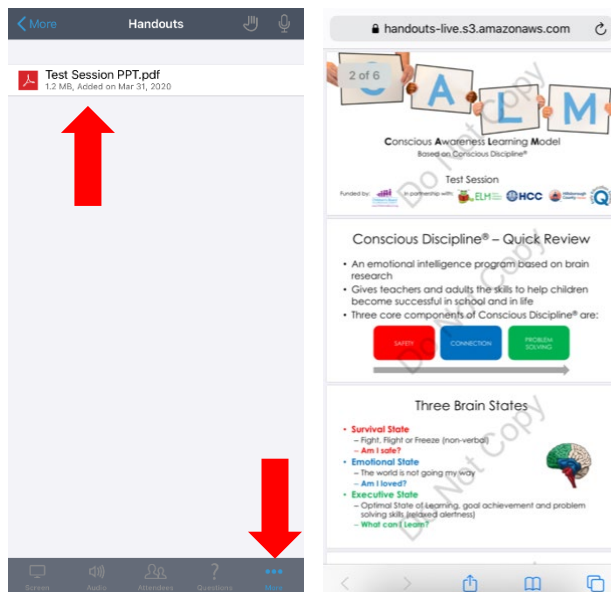 More
Handouts
Test Session PPT.pdf
1.2 MB, Added on Mar 31, 2020
Screen
Audio
Attendees
Questions
More
handouts-live.s3.amazonaws.com
2 of 6
A
L
M
Conscious Awareness Learning Model
Based on Conscious Discipline®
Test Session
Funded by:
In partnership with:
ELM
HCC
Conscious Discipline® – Quick Review
• An emotional intelligence program based on brain
research
• Gives teachers and adults the skills to help children
become successful in school and in life
• Three core components of Conscious Discipline® are:
SAFETY
CONNECTION
PROBLEM
SOLVING
Three Brain States
• Survival State
– Fight, Flight or Freeze (non-verbal)
– Am I safe?
• Emotional State
– The world is not going my way
– Am I loved?
• Executive State
– Optimal State of Learning, goal achievement and problem
solving skills (relaxed alertness)
– What can I Learn?
Do Not Copy
Do Not Copy
Do Not Copy